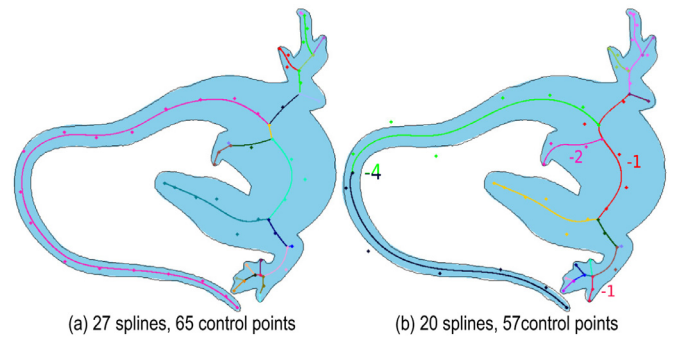 -4
-2
-1
-1
(a) 27 splines, 65 control points
(b) 20 splines, 57control points